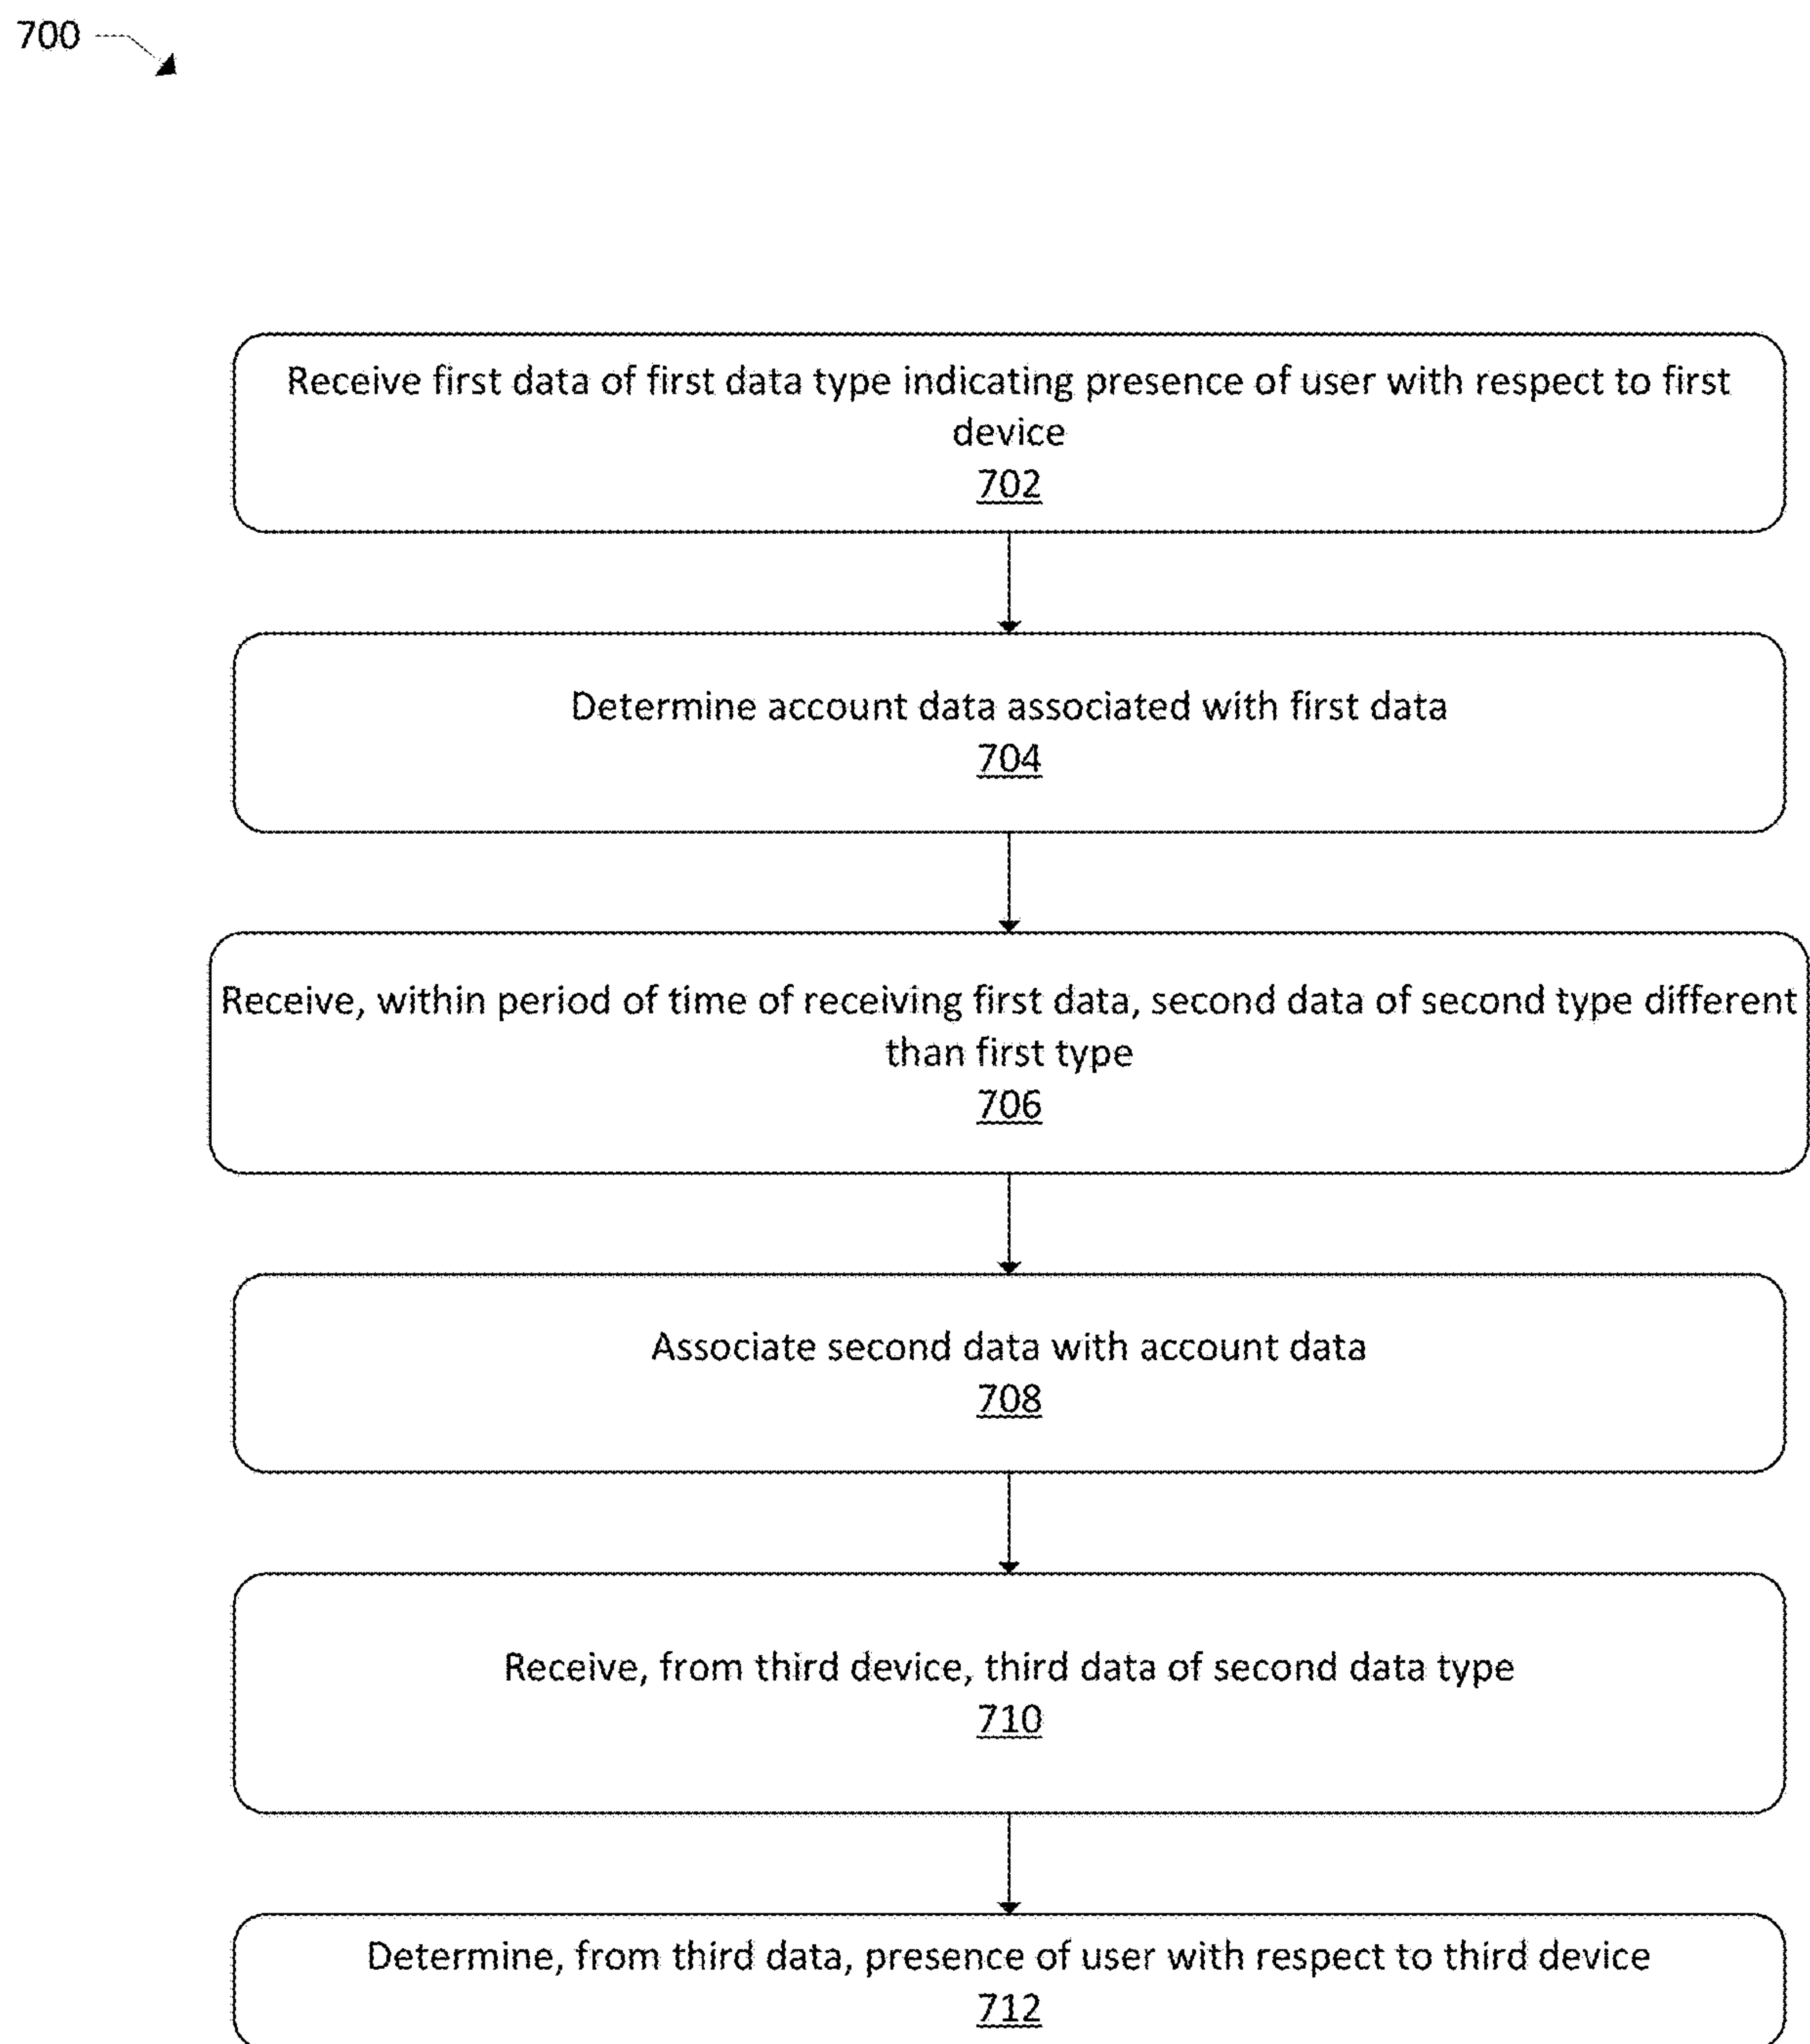 700
Receive first data of first data type indicating presence of user with respect to first
device
702
Determine account data associated with first data
704
Receive, within period of time of receiving first data, second data of second type different
than first type
706
Associate second data with account data
708
Receive, from third device, third data of second data type
710
Determine, from third data, presence of user with respect to third device
712